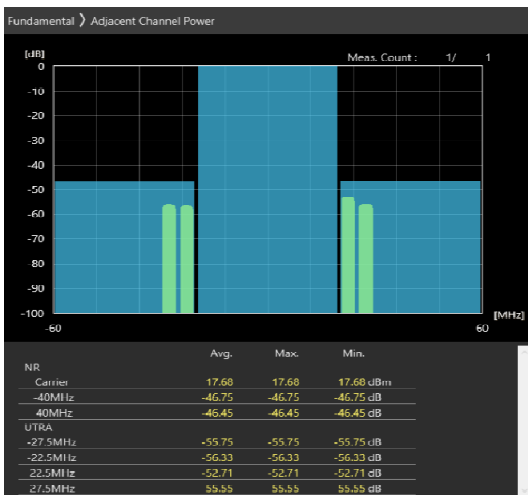 Fundamental ❯ Adjacent Channel Power
[dB]
Meas. Count : 1/ 1
0
-10
-20
-30
-40
-50
-60
-70
-80
-90
-100
[MHz]
-60 60
Avg. Max. Min.
NR
Carrier 17.68 17.68 17.68 dBm
-40MHz -46.75 -46.75 -46.75 dB
40MHz -46.45 -46.45 -46.45 dB
UTRA
-27.5MHz -55.75 -55.75 -55.75 dB
-22.5MHz -56.33 -56.33 -56.33 dB
22.5MHz -52.71 -52.71 -52.71 dB
27.5MHz 55.55 55.55 55.55 dB